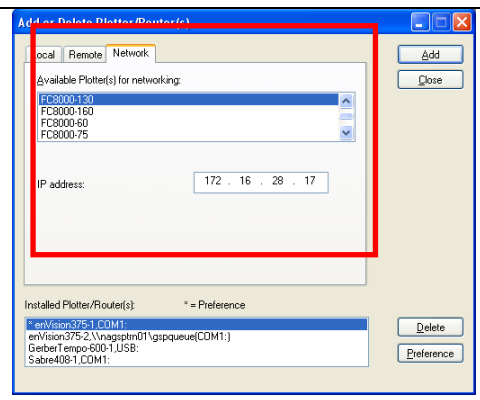 Add or Delete Plotter/Router(s)
Local Remote Network
Add
Available Plotter(s) for networking:
Close
FC8000-130
FC8000-160
FC8000-60
FC8000-75
IP address: 172 . 16 . 28 . 17
Installed Plotter/Router(s): * = Preference
* enVision375-1,COM1:
enVision375-2,\\nagsptrn01\gspqueue(COM1:)
GerberTempo-600-1,USB:
Sabre408-1,COM1:
Delete
Preference